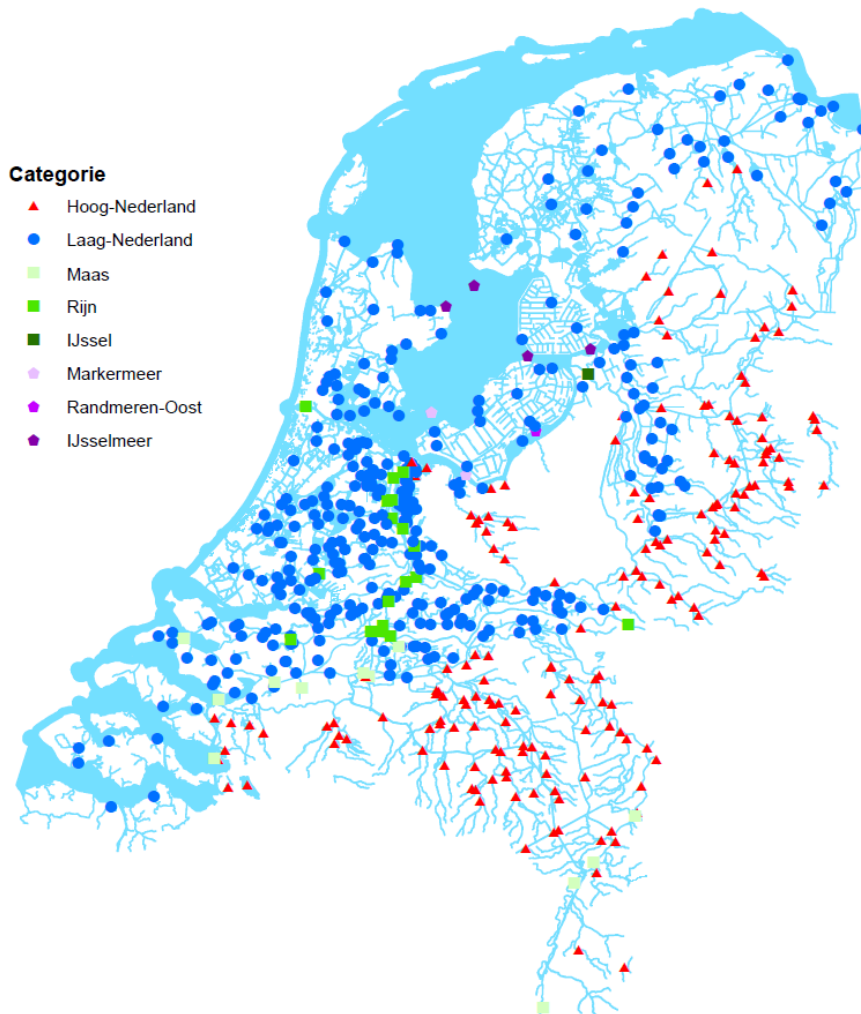 Categorie
Hoog-Nederland
Laag-Nederland
Maas
Rijn
IJssel
Markermeer
Randmeren-Oost
IJsselmeer